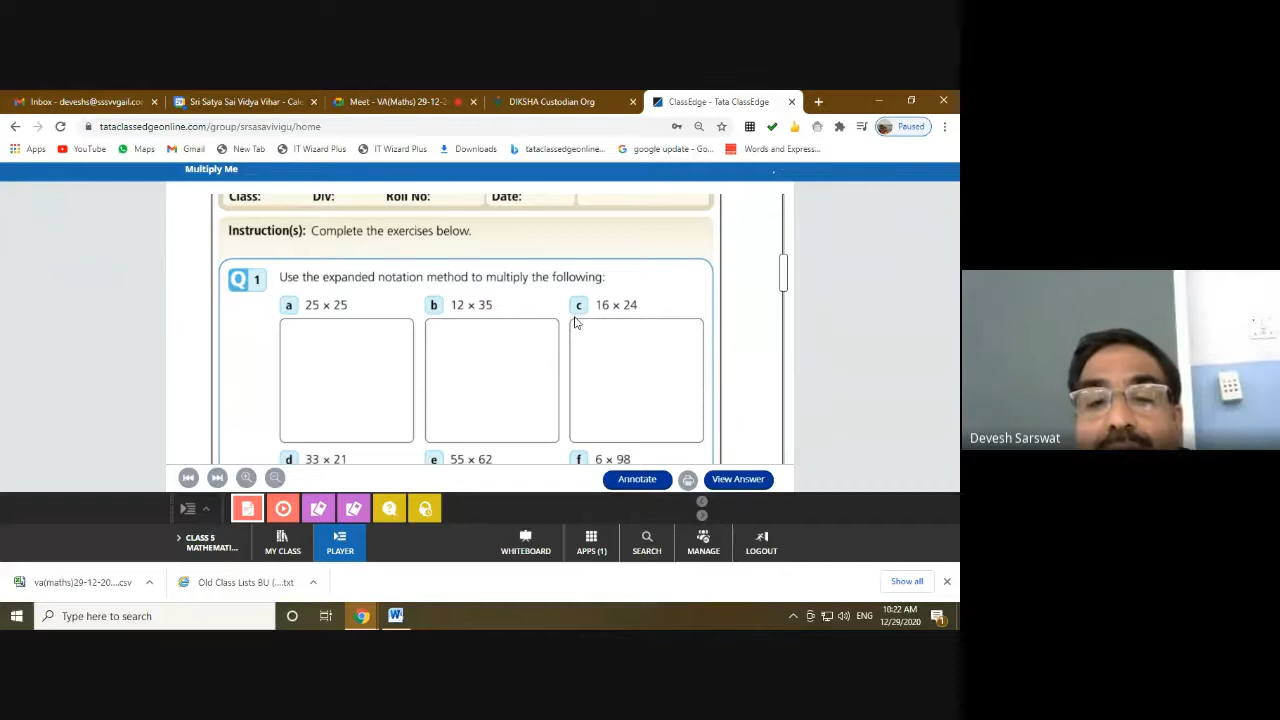 Inbox - deveshs@sssvvgail.co
Sri Satya Sai Vidya Vihar - Cale
Meet - VA(Maths) 29-12-2
DIKSHA Custodian Org
ClassEdge - Tata ClassEdge
tataclassedgeonline.com/group/srsasavivigu/home
Paused
Apps
YouTube
Maps
Gmail
New Tab
IT Wizard Plus
IT Wizard Plus
Downloads
tataclassedgeonline...
google update - Go...
Words and Express...
Multiply Me
Class: Div: Roll No: Date:
Instruction(s): Complete the exercises below.
Q 1 Use the expanded notation method to multiply the following:
a 25 × 25 b 12 × 35 c 16 × 24
d 33 × 21 e 55 × 62 f 6 × 98
Annotate
View Answer
Devesh Sarswat
CLASS 5
MATHEMATI...
MY CLASS
PLAYER
WHITEBOARD
APPS (1)
SEARCH
MANAGE
LOGOUT
va(maths)29-12-20....csv
Old Class Lists BU (....txt
Show all
Type here to search
W
ENG
10:22 AM
12/29/2020
1